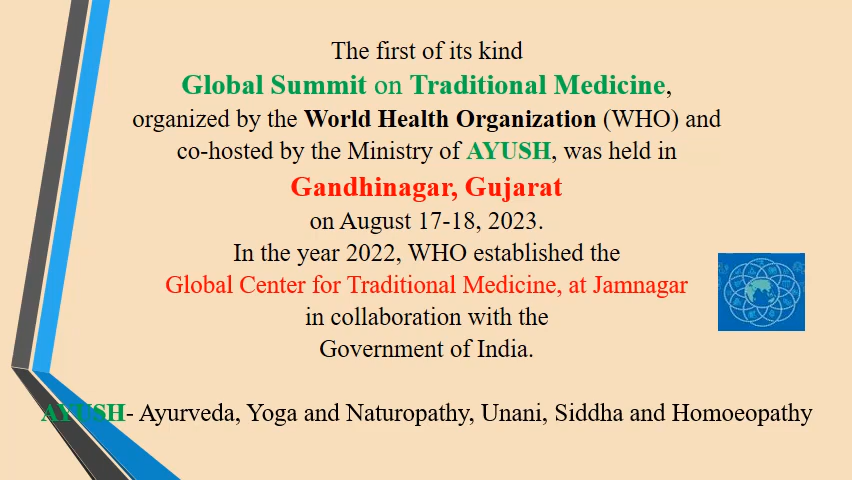 The first of its kind
Global Summit on Traditional Medicine,
organized by the World Health Organization (WHO) and
co-hosted by the Ministry of AYUSH, was held in
Gandhinagar, Gujarat
on August 17-18, 2023.
In the year 2022, WHO established the
Global Center for Traditional Medicine, at Jamnagar
in collaboration with the
Government of India.
AYUSH- Ayurveda, Yoga and Naturopathy, Unani, Siddha and Homoeopathy